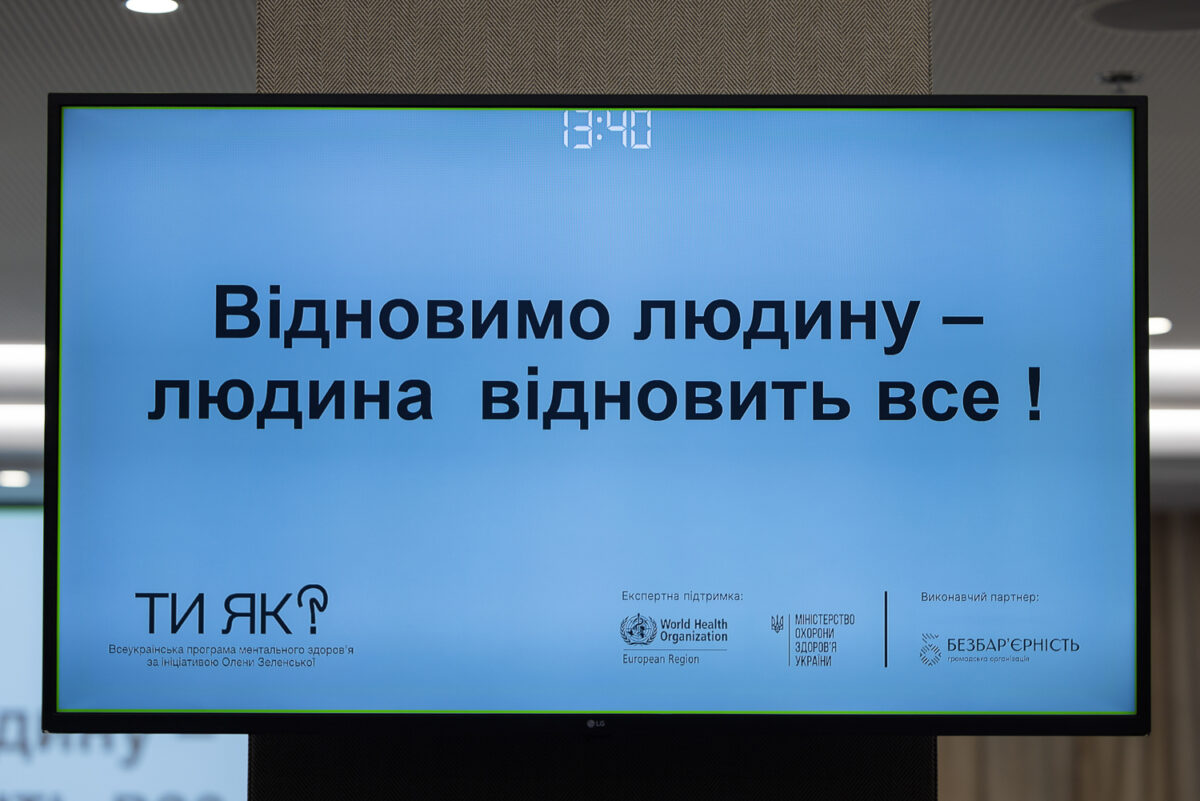 13:40
Відновимо людину –
людина відновить все !
ТИ ЯК?
Всеукраїнська програма ментального здоров'я
за ініціативою Олени Зеленської
Експертна підтримка:
World Health
Organization
European Region
МІНІСТЕРСТВО
ОХОРОНИ
ЗДОРОВ'Я
УКРАЇНИ
Виконавчий партнер:
БЕЗБАР'ЄРНІСТЬ
громадська організація
LG